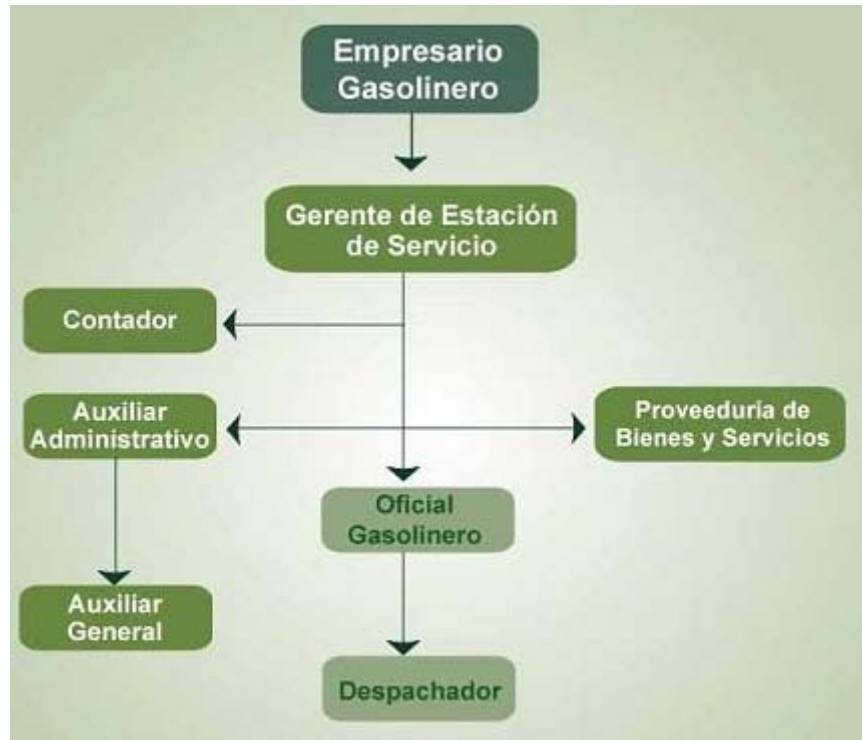 Empresario
Gasolinero
Gerente de Estación
de Servicio
Contador
Auxiliar
Administrativo
Proveeduria de
Bienes y Servicios
Oficial
Gasolinero
Auxiliar
General
Despachador